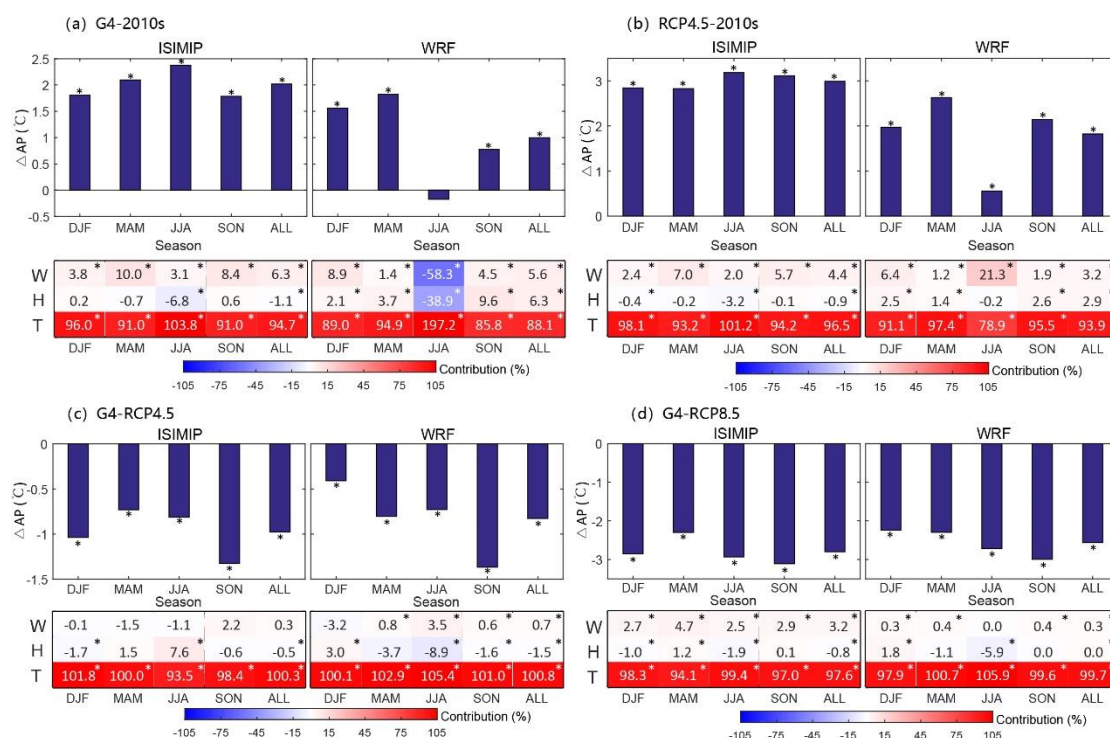 (a) G4-2010s
(b) RCP4.5-2010s
ISIMIP WRF
ISIMIP WRF
2.5
2
1.5
1
0.5
0
-0.5
△AP (℃)
* * * * * * * * *
DJF MAM JJA SON ALL DJF MAM JJA SON ALL
Season
3
2
1
0
△AP (℃)
* * * * * * * * * *
DJF MAM JJA SON ALL DJF MAM JJA SON ALL
Season
W 3.8* 10.0* 3.1* 8.4* 6.3* 8.9* 1.4* -58.3* 4.5* 5.6*
H 0.2 -0.7 -6.8* 0.6 -1.1* 2.1* 3.7* -38.9* 9.6* 6.3*
T 96.0* 91.0* 103.8* 91.0* 94.7* 89.0* 94.9* 197.2* 85.8* 88.1*
DJF MAM JJA SON ALL DJF MAM JJA SON ALL
-105 -75 -45 -15 15 45 75 105
Contribution (%)
W 2.4* 7.0* 2.0* 5.7* 4.4* 6.4* 1.2* 21.3* 1.9* 3.2*
H -0.4* -0.2 -3.2* -0.1 -0.9* 2.5* 1.4* -0.2 2.6* 2.9*
T 98.1* 93.2* 101.2* 94.2* 96.5* 91.1* 97.4* 78.9* 95.5* 93.9*
DJF MAM JJA SON ALL DJF MAM JJA SON ALL
-105 -75 -45 -15 15 45 75 105
Contribution (%)
(c) G4-RCP4.5
(d) G4-RCP8.5
ISIMIP WRF
ISIMIP WRF
0
-0.5
-1
-1.5
△AP (℃)
* * * * * * * * * *
DJF MAM JJA SON ALL DJF MAM JJA SON ALL
Season
0
-1
-2
-3
△AP (℃)
* * * * * * * * * *
DJF MAM JJA SON ALL DJF MAM JJA SON ALL
Season
W -0.1 -1.5 -1.1 2.2 0.3 -3.2 0.8* 3.5* 0.6* 0.7*
H -1.7* 1.5 7.6* -0.6 -0.5* 3.0* -3.7 -8.9* -1.6* -1.5*
T 101.8* 100.0* 93.5* 98.4* 100.3* 100.1* 102.9* 105.4* 101.0* 100.8*
DJF MAM JJA SON ALL DJF MAM JJA SON ALL
-105 -75 -45 -15 15 45 75 105
Contribution (%)
W 2.7* 4.7* 2.5* 2.9* 3.2* 0.3* 0.4* 0.0 0.4* 0.3
H -1.0* 1.2* -1.9* 0.1 -0.8* 1.8* -1.1 -5.9* 0.0 0.0
T 98.3* 94.1* 99.4* 97.0* 97.6* 97.9* 100.7* 105.9* 99.6* 99.7*
DJF MAM JJA SON ALL DJF MAM JJA SON ALL
-105 -75 -45 -15 15 45 75 105
Contribution (%)